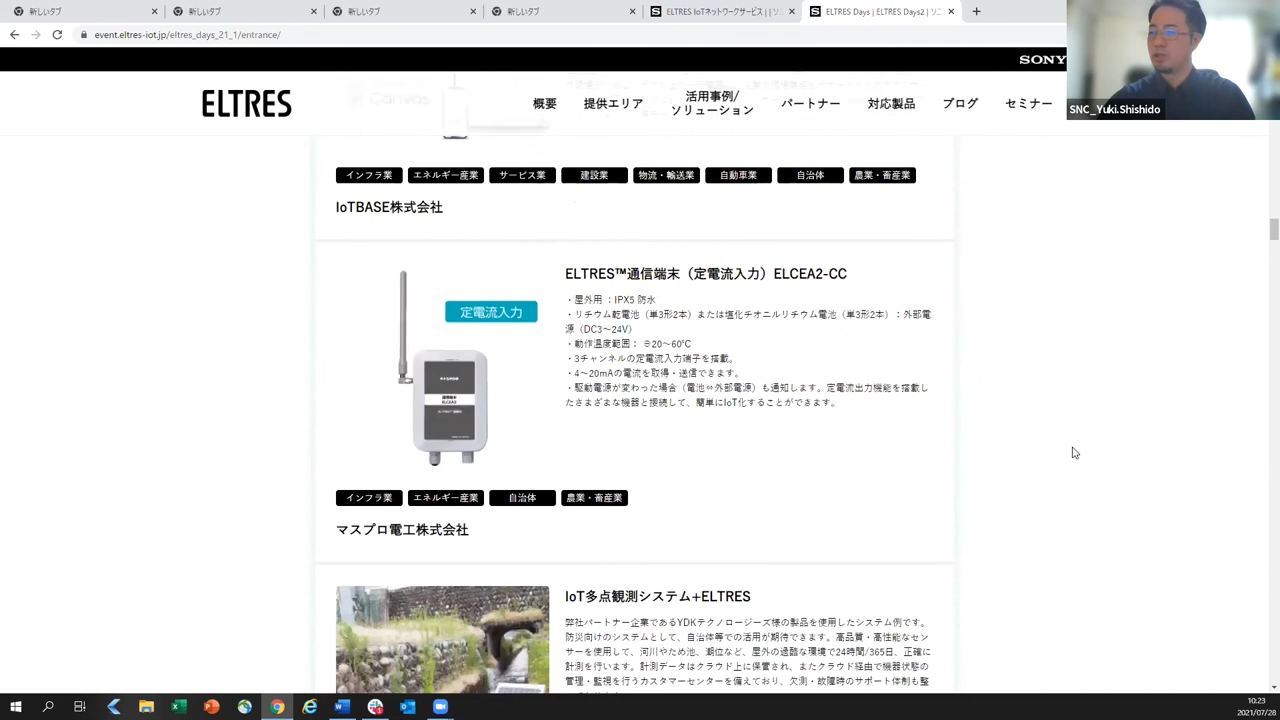 新しいタブ
新しいタブ
新しいタブ
新しいタブ
ELTRES IoTネットワークサービス | | ソニ
ELTRES Days | ELTRES Days2 | ソニ
event.eltres-iot.jp/eltres_days_21_1/entrance/
SONY
ELTRES
概要
提供エリア
活用事例/
ソリューション
パートナー
対応製品
ブログ
セミナー
SNC_Yuki.Shishido
Canvas
インフラ業
エネルギー産業
サービス業
建設業
物流・輸送業
自動車業
自治体
農業・畜産業
IoTBASE株式会社
定電流入力
ELTRES™通信端末（定電流入力）ELCEA2-CC
・屋外用 ：IPX5 防水
・リチウム乾電池（単3形2本）または塩化チオニルリチウム電池（単3形2本）：外部電
源（DC3～24V）
・動作温度範囲： ⊖20～60℃
・3チャンネルの定電流入力端子を搭載。
・4～20mAの電流を取得・送信できます。
・駆動電源が変わった場合（電池⇔外部電源）も通知します。定電流出力機能を搭載し
たさまざまな機器と接続して、簡単にIoT化することができます。
インフラ業
エネルギー産業
自治体
農業・畜産業
マスプロ電工株式会社
IoT多点観測システム+ELTRES
弊社パートナー企業であるYDKテクノロージーズ様の製品を使用したシステム例です。
防災向けのシステムとして、自治体等での活用が期待できます。高品質・高性能なセン
サーを使用して、河川やため池、潮位など、屋外の過酷な環境で24時間/365日、正確に
計測を行います。計測データはクラウド上に保管され、またクラウド経由で機器状態の
管理・監視を行うカスタマーセンターを備えており、欠測・故障時のサポート体制も整
10:23
2021/07/28